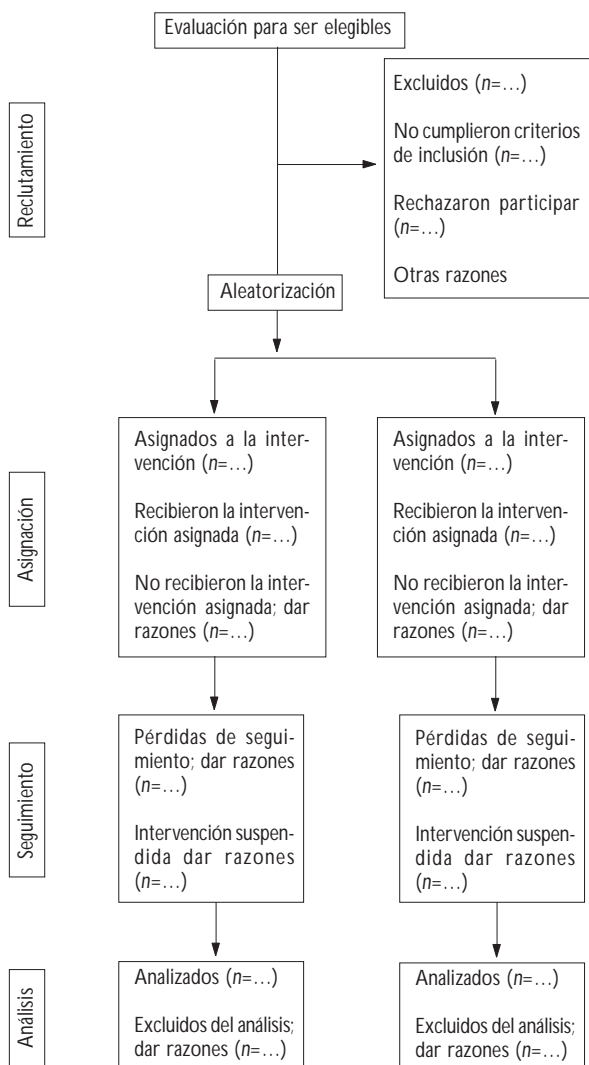 Evaluación para ser elegibles
Reclutamiento
Excluidos (n=...)
No cumplieron criterios
de inclusión (n=...)
Rechazaron participar
(n=...)
Otras razones
Aleatorización
Asignación
Asignados a la inter-
vención (n=...)
Recibieron la interven-
ción asignada (n=...)
No recibieron la inter-
vención asignada; dar
razones (n=...)
Asignados a la inter-
vención (n=...)
Recibieron la interven-
ción asignada (n=...)
No recibieron la inter-
vención asignada; dar
razones (n=...)
Seguimiento
Pérdidas de segui-
miento; dar razones
(n=...)
Intervención suspen-
dida dar razones
(n=...)
Pérdidas de segui-
miento; dar razones
(n=...)
Intervención suspen-
dida dar razones
(n=...)
Análisis
Analizados (n=...)
Excluidos del análisis;
dar razones (n=...)
Analizados (n=...)
Excluidos del análisis;
dar razones (n=...)